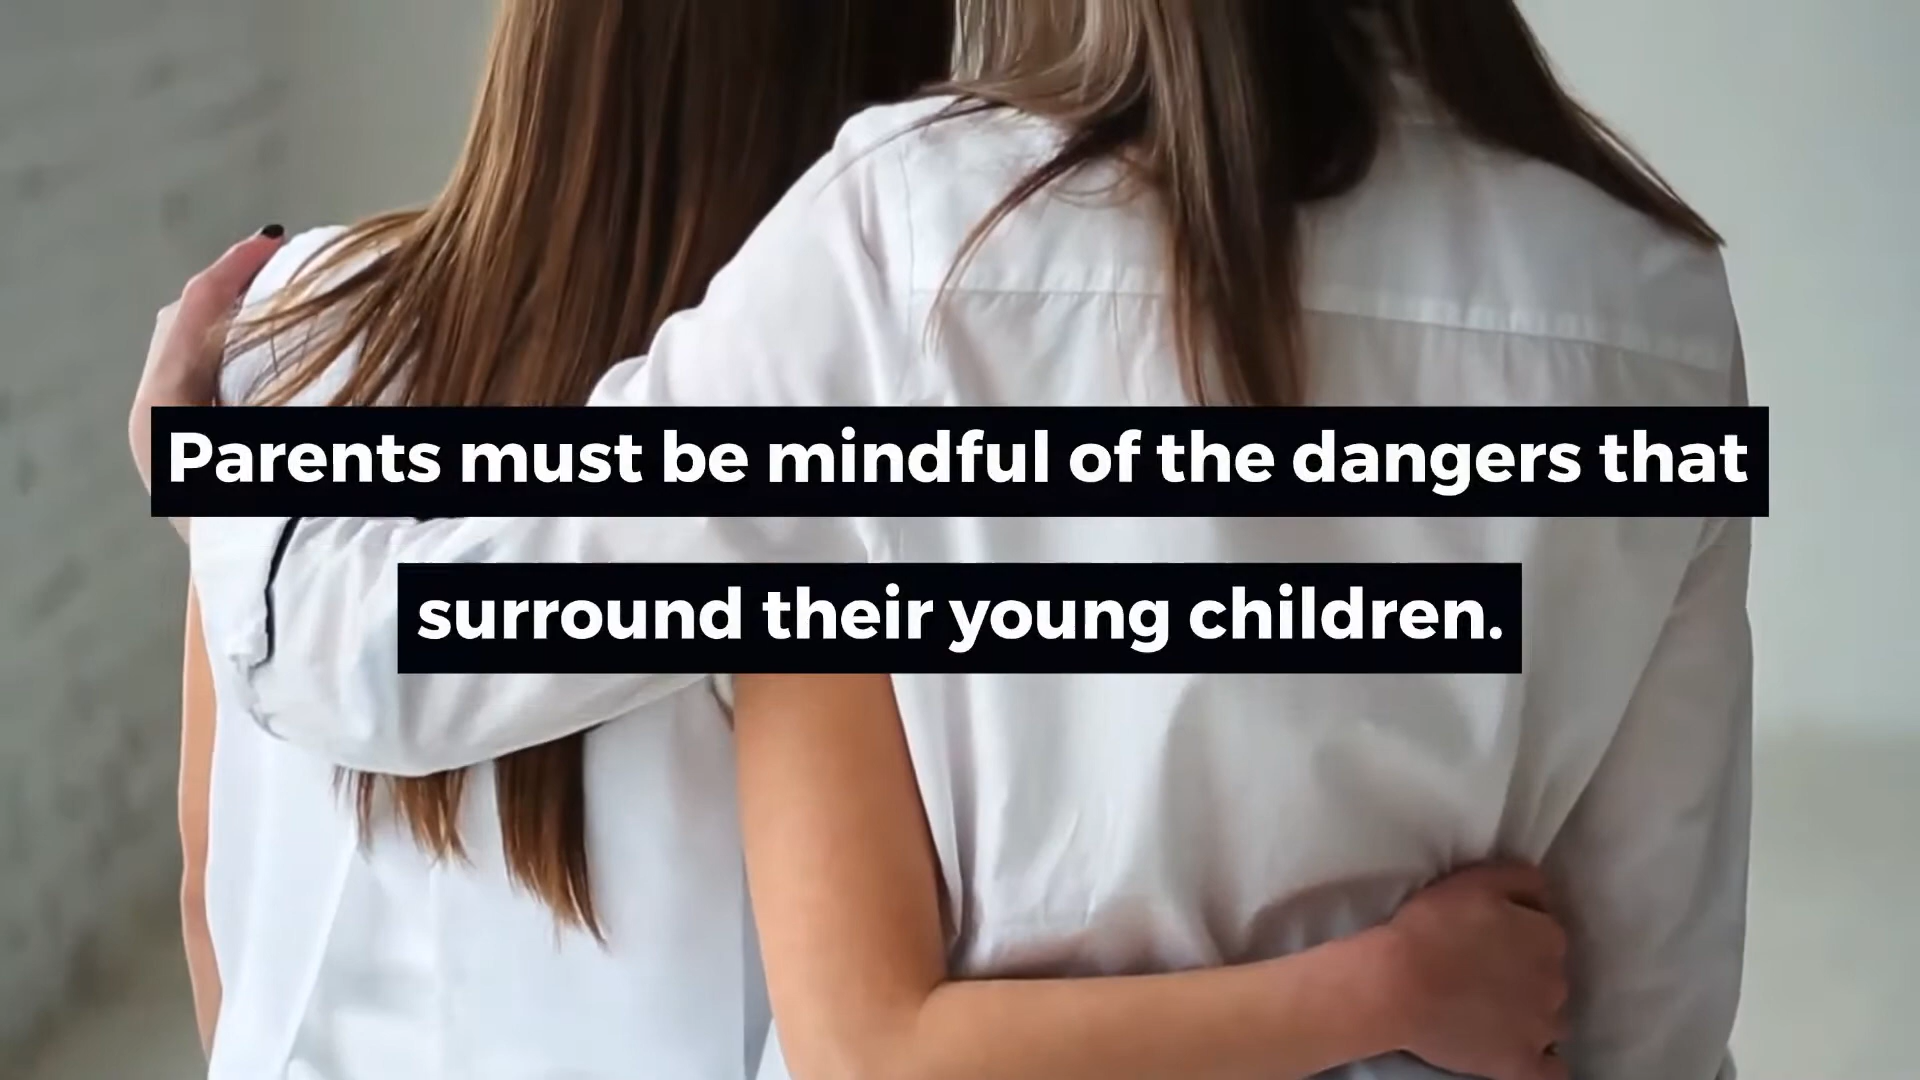 Parents must be mindful of the dangers that
surround their young children.